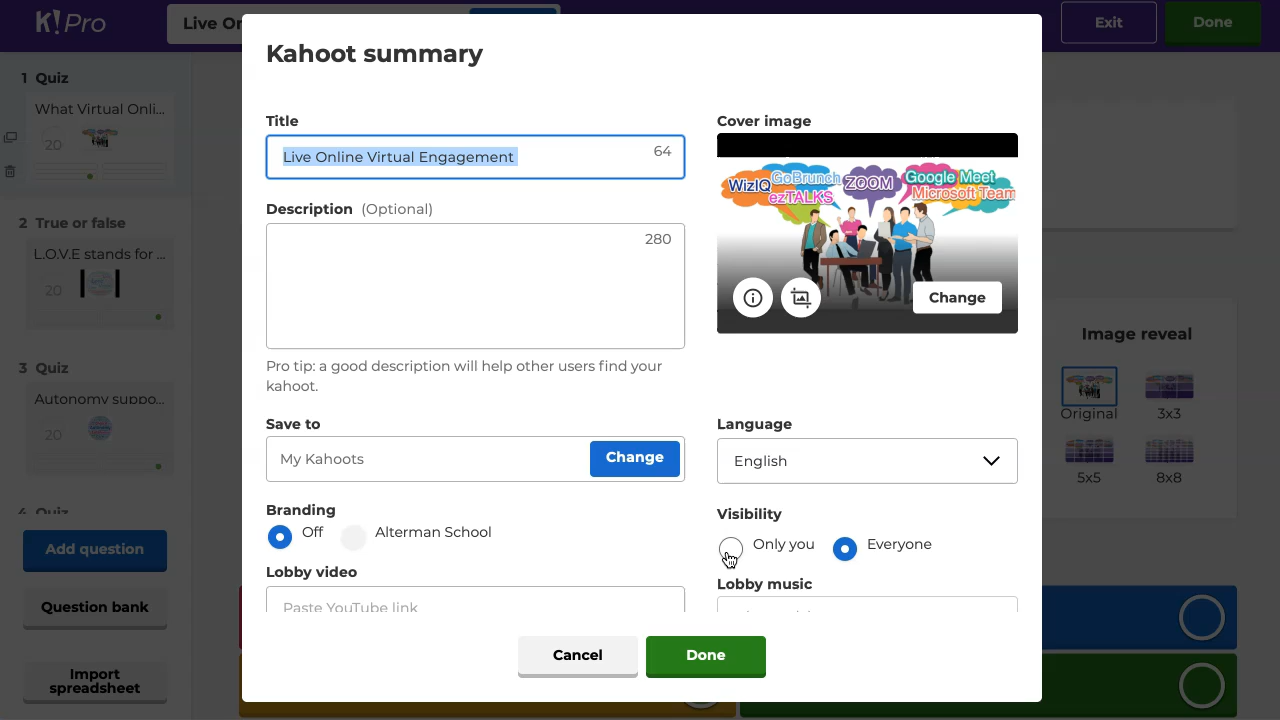 K! Pro
Live On
Exit
Done
1 Quiz
What Virtual Onli...
20
2 True or false
L.O.V.E stands for ...
20
3 Quiz
Autonomy suppo...
20
4 Quiz
Add question
Question bank
Import
spreadsheet
Kahoot summary
Title
Live Online Virtual Engagement
64
Description (Optional)
280
Pro tip: a good description will help other users find your
kahoot.
Save to
My Kahoots
Change
Branding
Off
Alterman School
Lobby video
Paste YouTube link
Cover image
WizIQ
GoBrunch
ezTALKS
ZOOM
Google Meet
Microsoft Team
Change
Language
English
Visibility
Only you
Everyone
Lobby music
Cancel
Done
Image reveal
Original
3x3
5x5
8x8